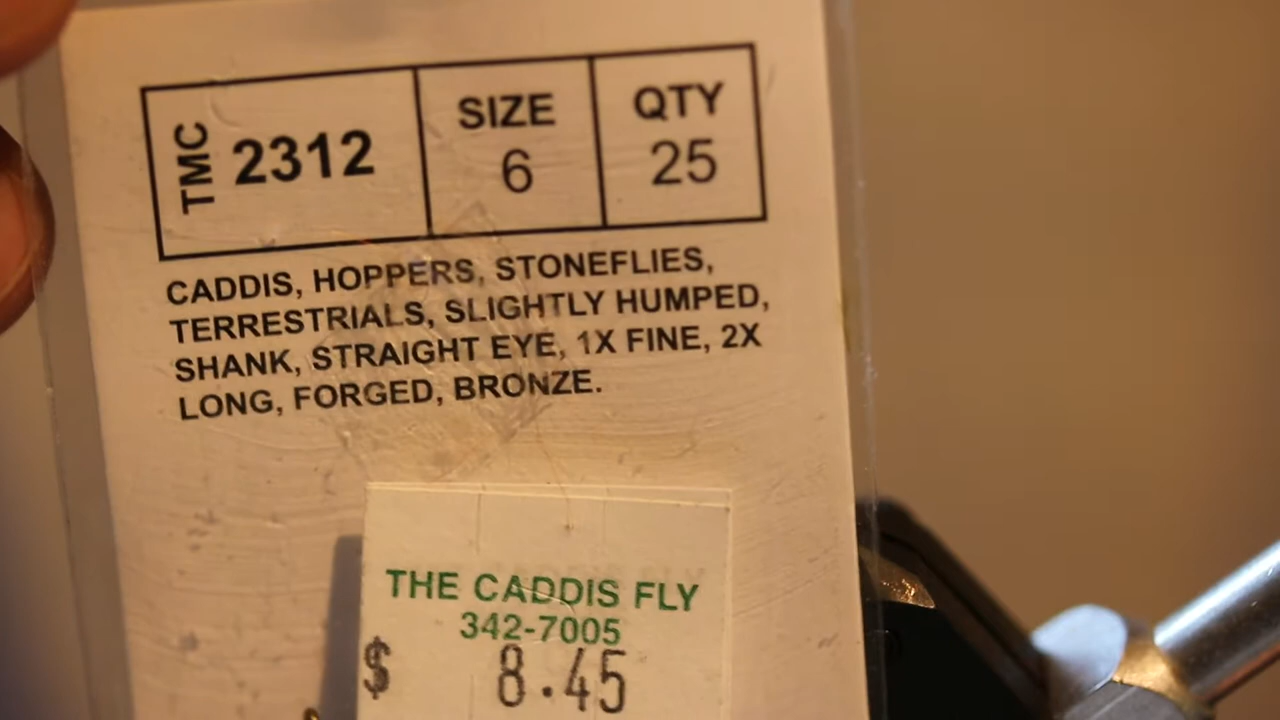 TMC 2312 SIZE 6 QTY 25
CADDIS, HOPPERS, STONEFLIES,
TERRESTRIALS, SLIGHTLY HUMPED,
SHANK, STRAIGHT EYE, 1X FINE, 2X
LONG, FORGED, BRONZE.
THE CADDIS FLY
342-7005
$ 8.45